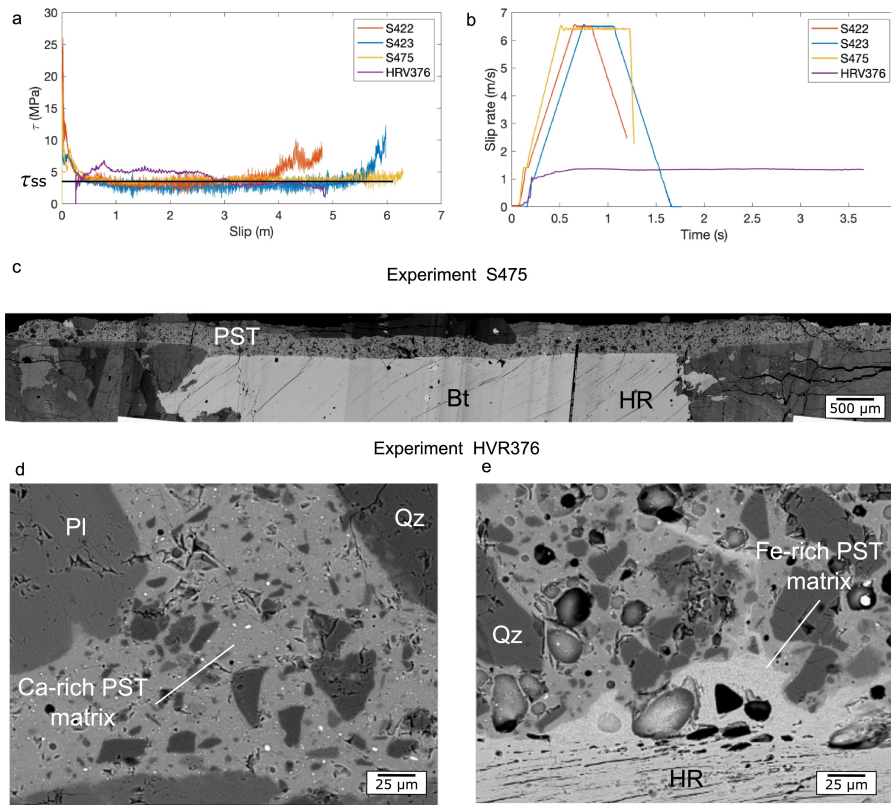 a
30
25
20
15
10
5
0
τ (MPa)
τss
0
1
2
3
4
5
6
7
Slip (m)
S422
S423
S475
HRV376
b
7
6
5
4
3
2
1
0
Slip rate (m/s)
0
0.5
1
1.5
2
2.5
3
3.5
Time (s)
S422
S423
S475
HRV376
c
Experiment S475
PST
Bt
HR
500 µm
Experiment HVR376
d
Pl
Qz
Ca-rich PST
matrix
25 µm
e
Fe-rich PST
matrix
Qz
HR
25 µm